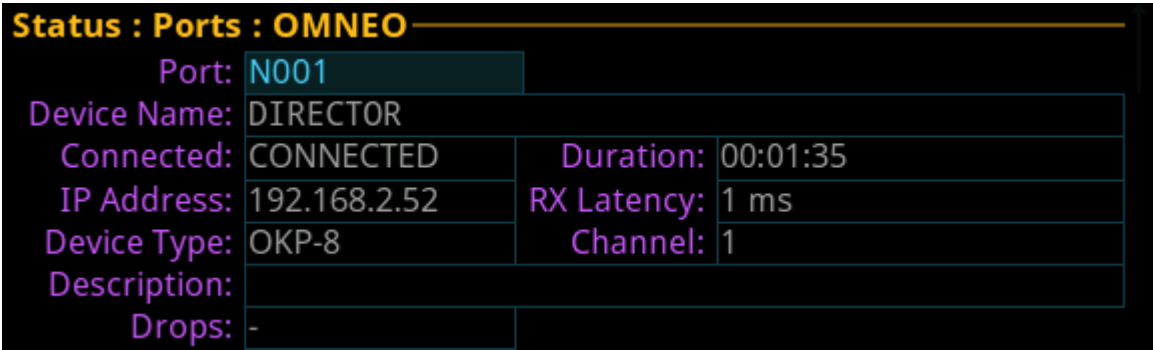 Status : Ports : OMNEO
Port: N001
Device Name: DIRECTOR
Connected: CONNECTED Duration: 00:01:35
IP Address: 192.168.2.52 RX Latency: 1 ms
Device Type: OKP-8 Channel: 1
Description:
Drops: -